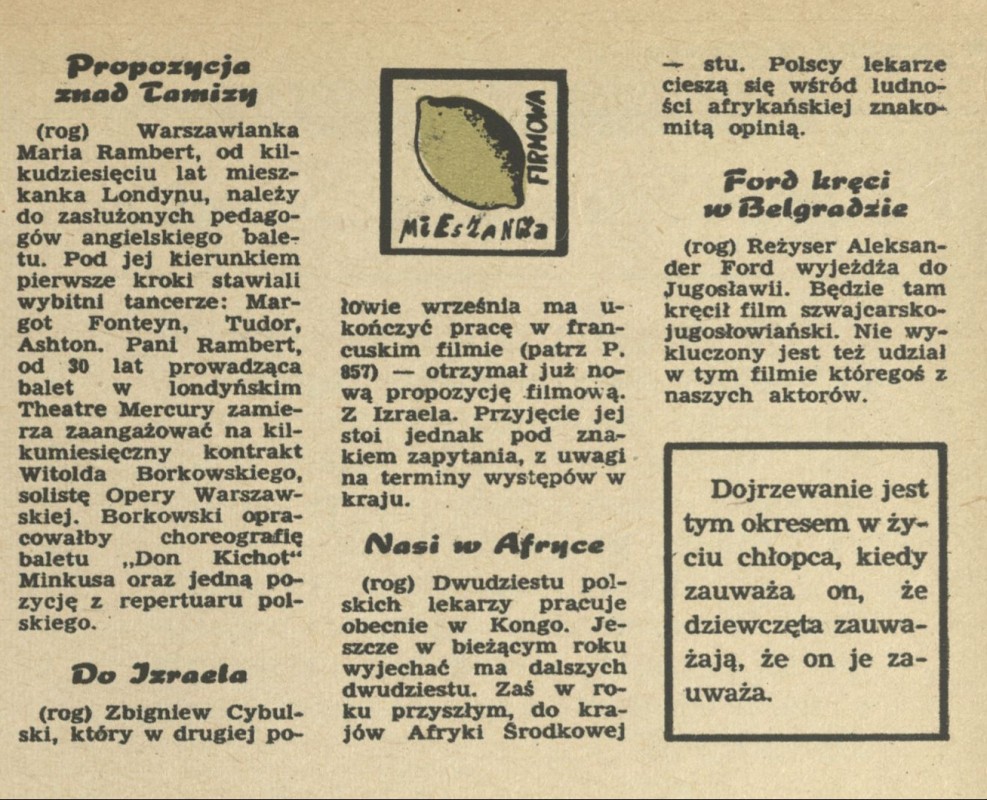 Propozycja
znad Tamizy
(rog) Warszawianka
Maria Rambert, od kil-
kudziesięciu lat miesz-
kanka Londynu, należy
do zasłużonych pedago-
gów angielskiego bale-
tu. Pod jej kierunkiem
pierwsze kroki stawiali
wybitni tancerze: Mar-
got Fonteyn, Tudor,
Ashton. Pani Rambert,
od 30 lat prowadząca
balet w londyńskim
Theatre Mercury zamie-
rza zaangażować na kil-
kumiesięczny kontrakt
Witolda Borkowskiego,
solistę Opery Warszaw-
skiej. Borkowski opra-
cowałby choreografię
baletu „Don Kichot“
Minkusa oraz jedną po-
zycję z repertuaru pol-
skiego.
Do Izraela
(rog) Zbigniew Cybul-
ski, który w drugiej po-
FIRMOWA
MiESZANKa
łowie września ma u-
kończyć pracę w fran-
cuskim filmie (patrz P.
857) — otrzymał już no-
wą propozycję filmową.
Z Izraela. Przyjęcie jej
stoi jednak pod zna-
kiem zapytania, z uwagi
na terminy występów w
kraju.
Nasi w Afryce
(rog) Dwudziestu pol-
skich lekarzy pracuje
obecnie w Kongo. Je-
szcze w bieżącym roku
wyjechać ma dalszych
dwudziestu. Zaś w ro-
ku przyszłym, do kra-
jów Afryki Środkowej
— stu. Polscy lekarze
cieszą się wśród ludno-
ści afrykańskiej znako-
mitą opinią.
Ford kręci
w Belgradzie
(rog) Reżyser Aleksan-
der Ford wyjeżdża do
Jugosławii. Będzie tam
kręcił film szwajcarsko-
jugosłowiański. Nie wy-
kluczony jest też udział
w tym filmie któregoś z
naszych aktorów.
Dojrzewanie jest
tym okresem w ży-
ciu chłopca, kiedy
zauważa on, że
dziewczęta zauwa-
żają, że on je za-
uważa.